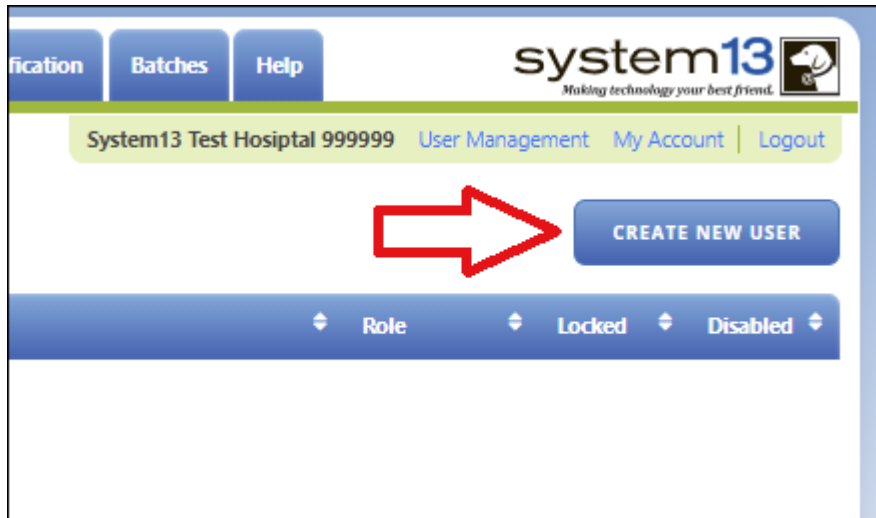 fication Batches Help
system13
Making technology your best friend.
System13 Test Hosiptal 999999 User Management My Account Logout
CREATE NEW USER
Role Locked Disabled